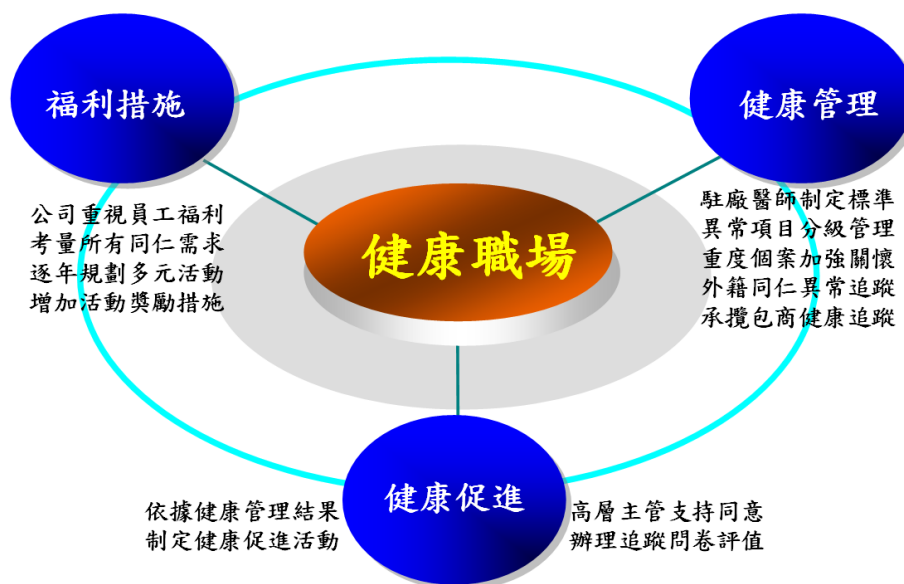 福利措施
公司重視員工福利
考量所有同仁需求
逐年規劃多元活動
增加活動獎勵措施
健康職場
健康管理
駐廠醫師制定標準
異常項目分級管理
重度個案加強關懷
外籍同仁異常追蹤
承攬包商健康追蹤
健康促進
依據健康管理結果
制定健康促進活動
高層主管支持同意
辦理追蹤問卷評值